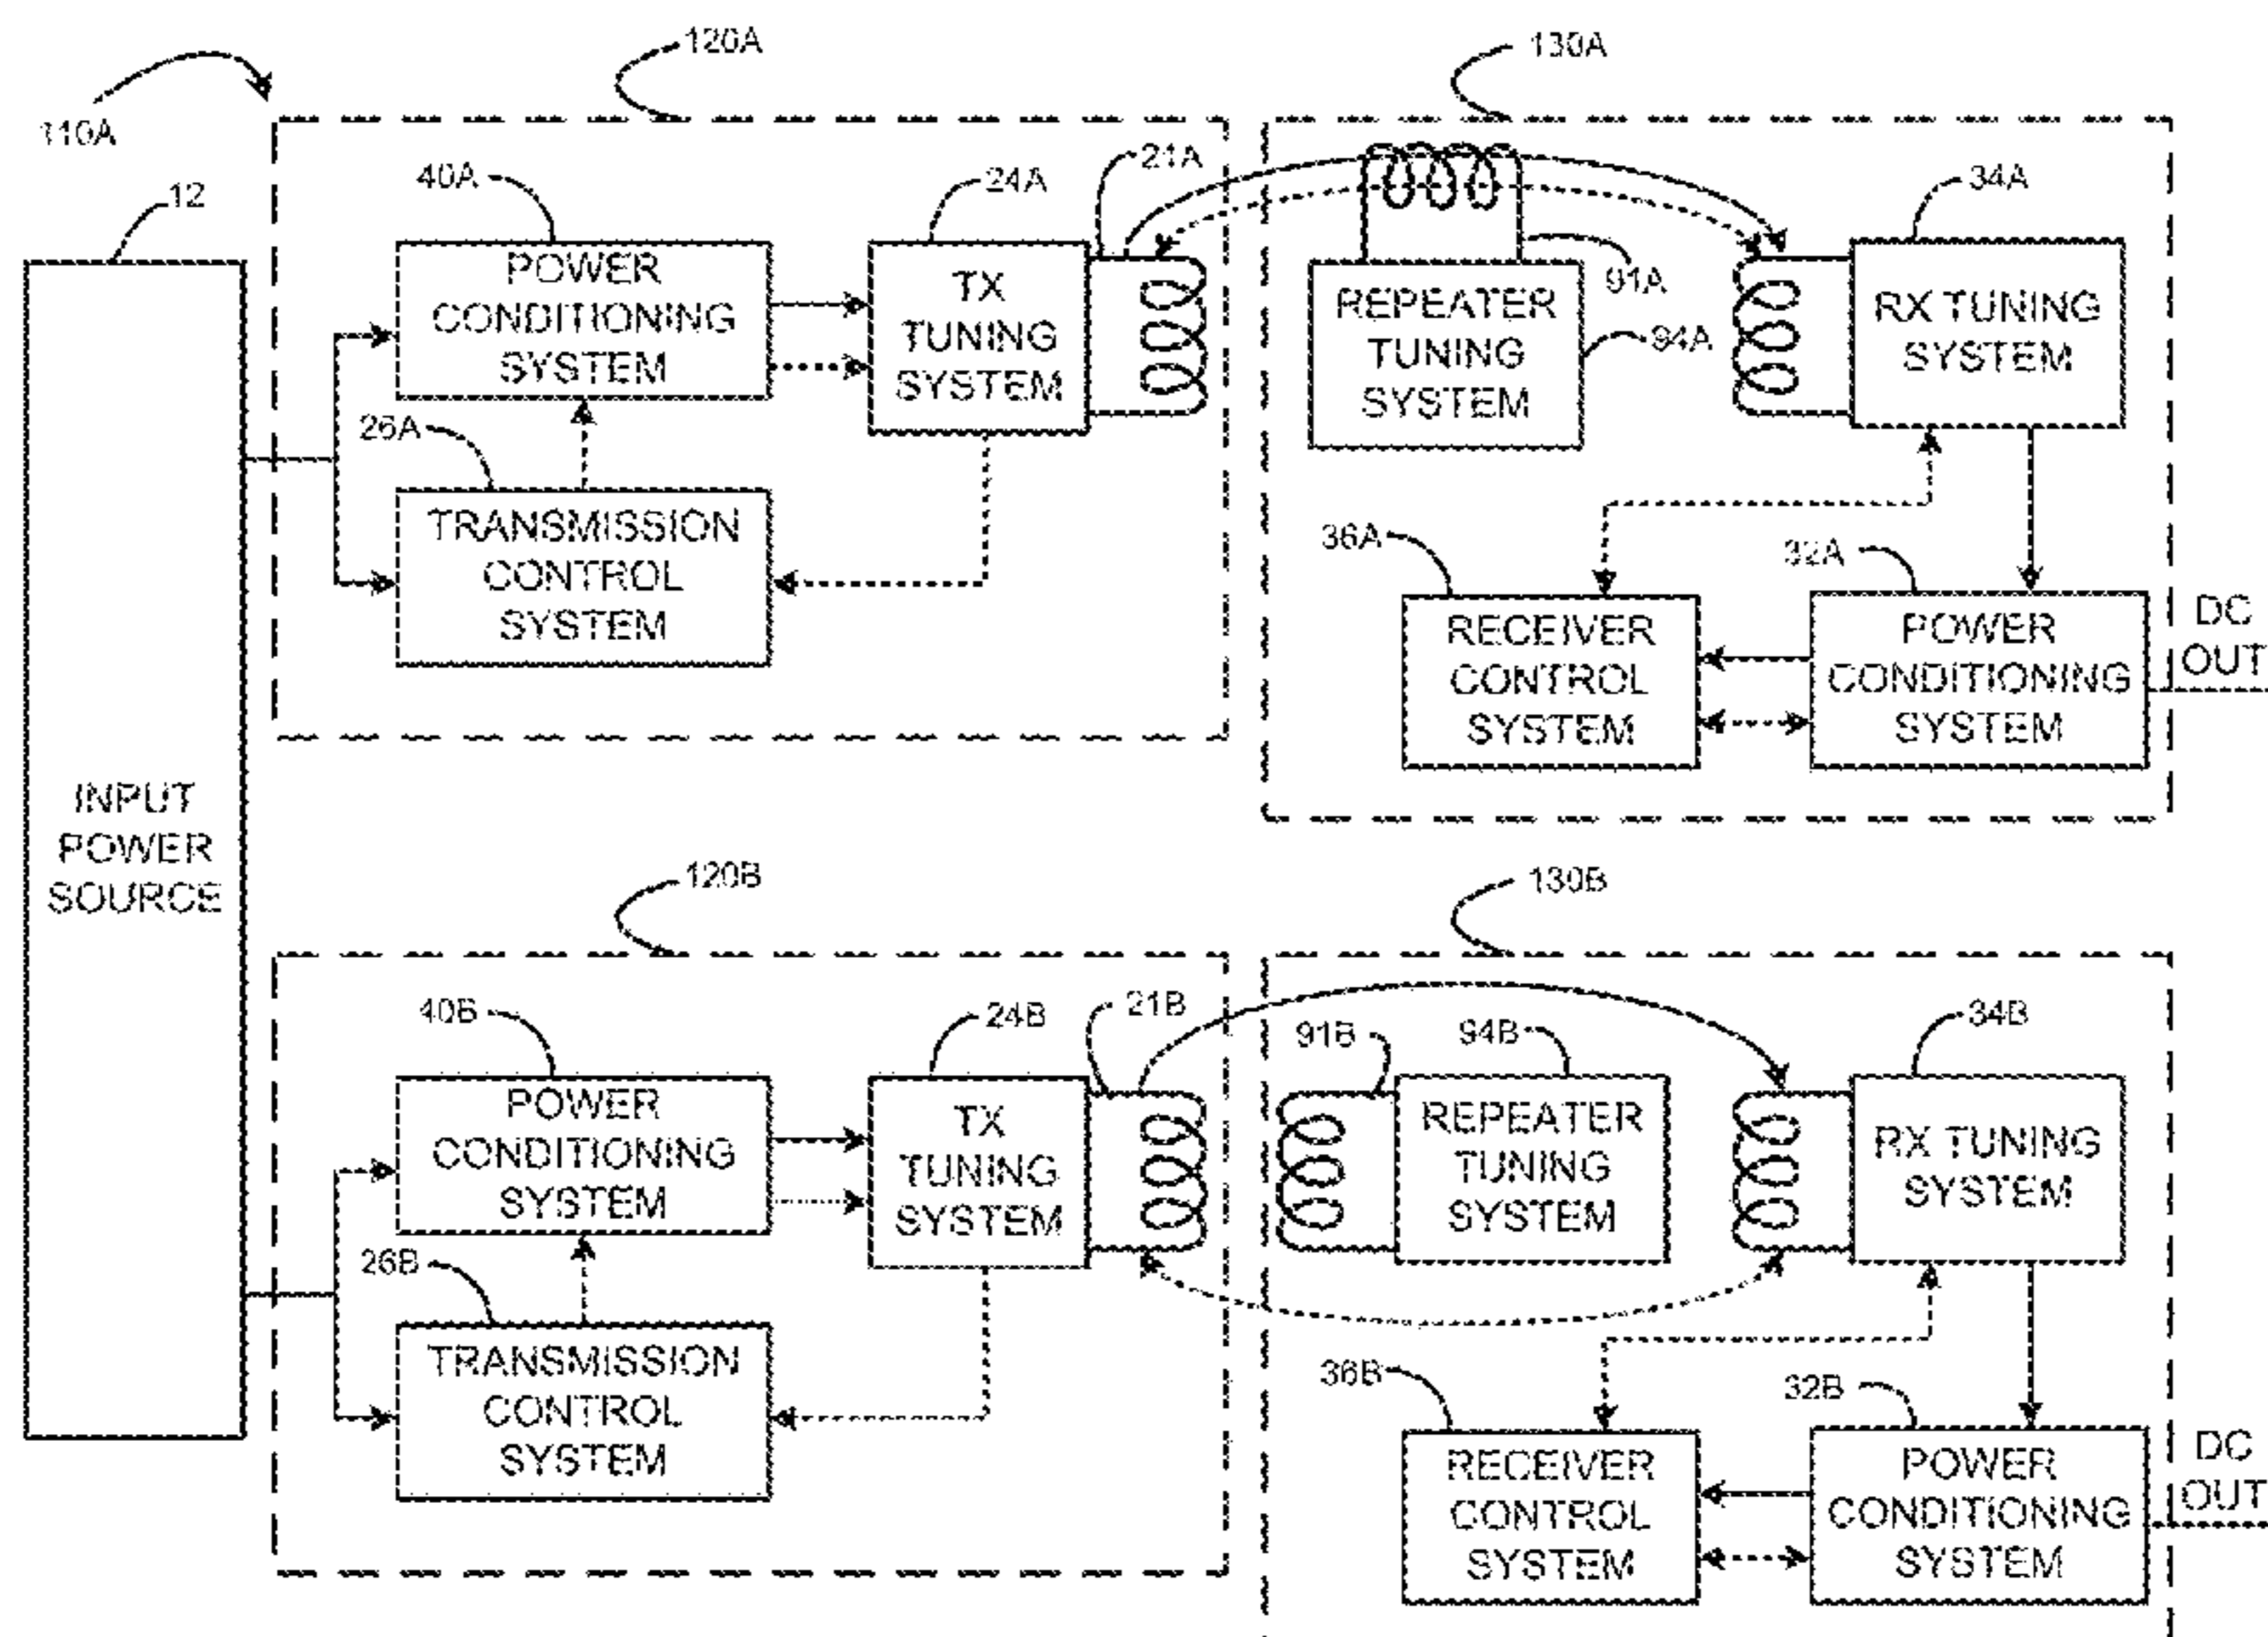 120A
130A
110A
12
40A
24A
21A
34A
POWER
CONDITIONING
SYSTEM
TX
TUNING
SYSTEM
91A
REPEATER
TUNING
SYSTEM
94A
RX TUNING
SYSTEM
26A
TRANSMISSION
CONTROL
SYSTEM
36A
32A
RECEIVER
CONTROL
SYSTEM
POWER
CONDITIONING
SYSTEM
DC
OUT
INPUT
POWER
SOURCE
120B
130B
40B
24B
21B
91B
94B
34B
POWER
CONDITIONING
SYSTEM
TX
TUNING
SYSTEM
REPEATER
TUNING
SYSTEM
RX TUNING
SYSTEM
26B
TRANSMISSION
CONTROL
SYSTEM
36B
32B
RECEIVER
CONTROL
SYSTEM
POWER
CONDITIONING
SYSTEM
DC
OUT